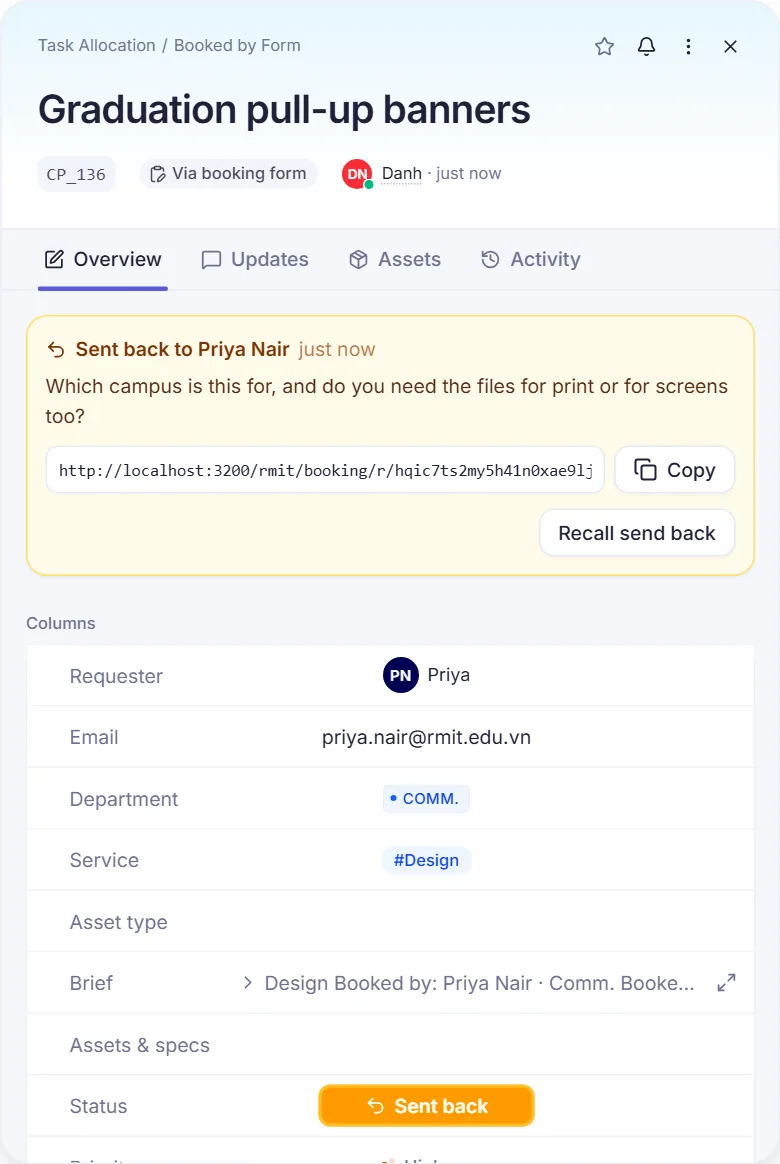 Task Allocation / Booked by Form
Graduation pull-up banners
CP_136
Via booking form
DN
Danh · just now
Overview
Updates
Assets
Activity
Sent back to Priya Nair just now
Which campus is this for, and do you need the files for print or for screens
too?
http://localhost:3200/rmit/booking/r/hqic7ts2my5h41n0xae9lj
Copy
Recall send back
Columns
Requester
PN Priya
Email
priya.nair@rmit.edu.vn
Department
• COMM.
Service
#Design
Asset type
Brief
Design Booked by: Priya Nair · Comm. Booke...
Assets & specs
Status
Sent back